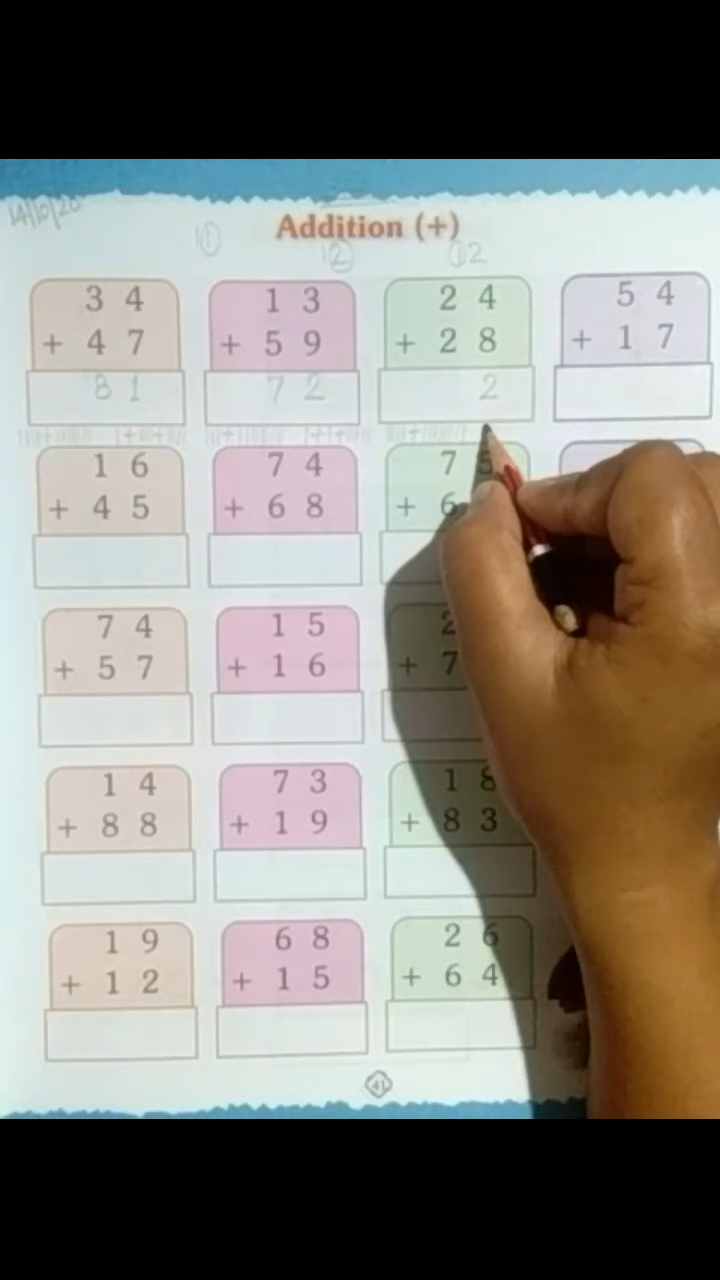 14/10/20
Addition (+)
1 2 12
3 4 1 3 2 4 5 4
+ 4 7 + 5 9 + 2 8 + 1 7
8 1 7 2 2
1 6 7 4 7 5
+ 4 5 + 6 8 + 6
7 4 1 5 2
+ 5 7 + 1 6 + 7
1 4 7 3 1 8
+ 8 8 + 1 9 + 8 3
1 9 6 8 2 6
+ 1 2 + 1 5 + 6 4
41